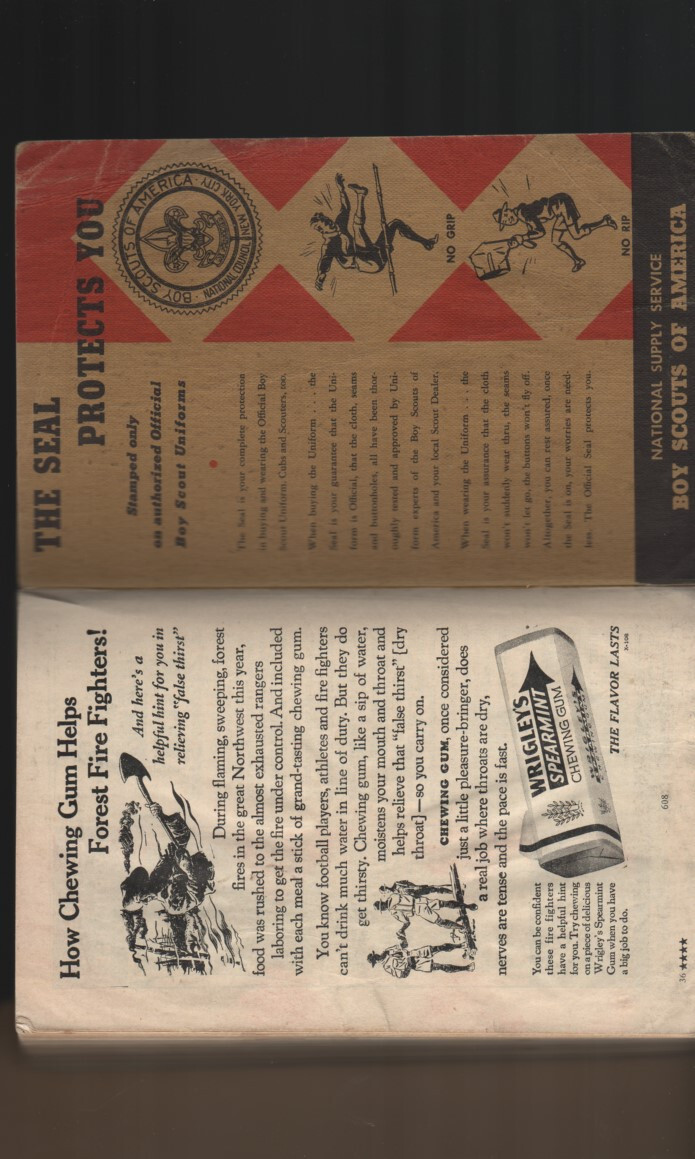 How Chewing Gum Helps
Forest Fire Fighters!
And here's a
helpful hint for you in
relieving "false thirst"
During flaming, sweeping, forest
fires in the great Northwest this year,
food was rushed to the almost exhausted rangers
laboring to get the fire under control. And included
with each meal a stick of grand-tasting chewing gum.
You know football players, athletes and fire fighters
can't drink much water in line of duty. But they do
get thirsty. Chewing gum, like a sip of water,
moistens your mouth and throat and
helps relieve that "false thirst" [dry
throat]—so you carry on.
CHEWING GUM, once considered
just a little pleasure-bringer, does
a real job where throats are dry,
nerves are tense and the pace is fast.
You can be confident
these fire fighters
have a helpful hint
for you. Try chewing
on a piece of delicious
Wrigley's Spearmint
Gum when you have
a big job to do.
WRIGLEY'S
SPEARMINT
CHEWING GUM
THE FLAVOR LASTS
X-106
36 ★★★★
608
THE SEAL
PROTECTS YOU
Stamped only
on authorized Official
Boy Scout Uniforms
The Seal is your complete protection
in buying and wearing the Official Boy
Scout Uniform. Cubs and Scouters, too.
When buying the Uniform . . . the
Seal is your guarantee that the Uni-
form is Official, that the cloth, seams
and buttonholes, all have been thor-
oughly tested and approved by Uni-
form experts of the Boy Scouts of
America and your local Scout Dealer.
When wearing the Uniform . . . the
Seal is your assurance that the cloth
won't suddenly wear thru, the seams
won't let go, the buttons won't fly off.
Altogether, you can rest assured, once
the Seal is on, your worries are need-
less. The Official Seal protects you.
BOY SCOUTS OF AMERICA
NATIONAL COUNCIL NEW YORK CITY
NO GRIP
NO RIP
NATIONAL SUPPLY SERVICE
BOY SCOUTS OF AMERICA